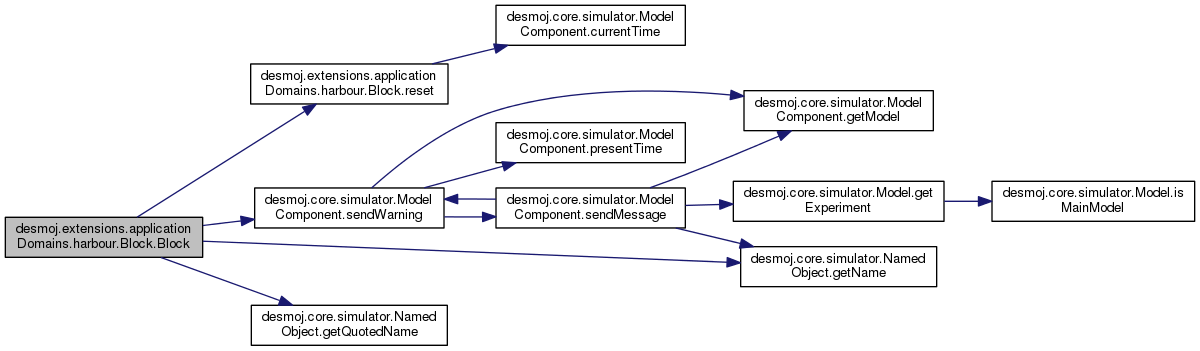 desmoj.core.simulator.Model
Component.currentTime
desmoj.extensions.application
Domains.harbour.Block.reset
desmoj.core.simulator.Model
Component.getModel
desmoj.core.simulator.Model
Component.presentTime
desmoj.core.simulator.Model
Component.sendWarning
desmoj.core.simulator.Model
Component.sendMessage
desmoj.core.simulator.Model.get
Experiment
desmoj.core.simulator.Model.is
MainModel
desmoj.extensions.application
Domains.harbour.Block.Block
desmoj.core.simulator.Named
Object.getName
desmoj.core.simulator.Named
Object.getQuotedName